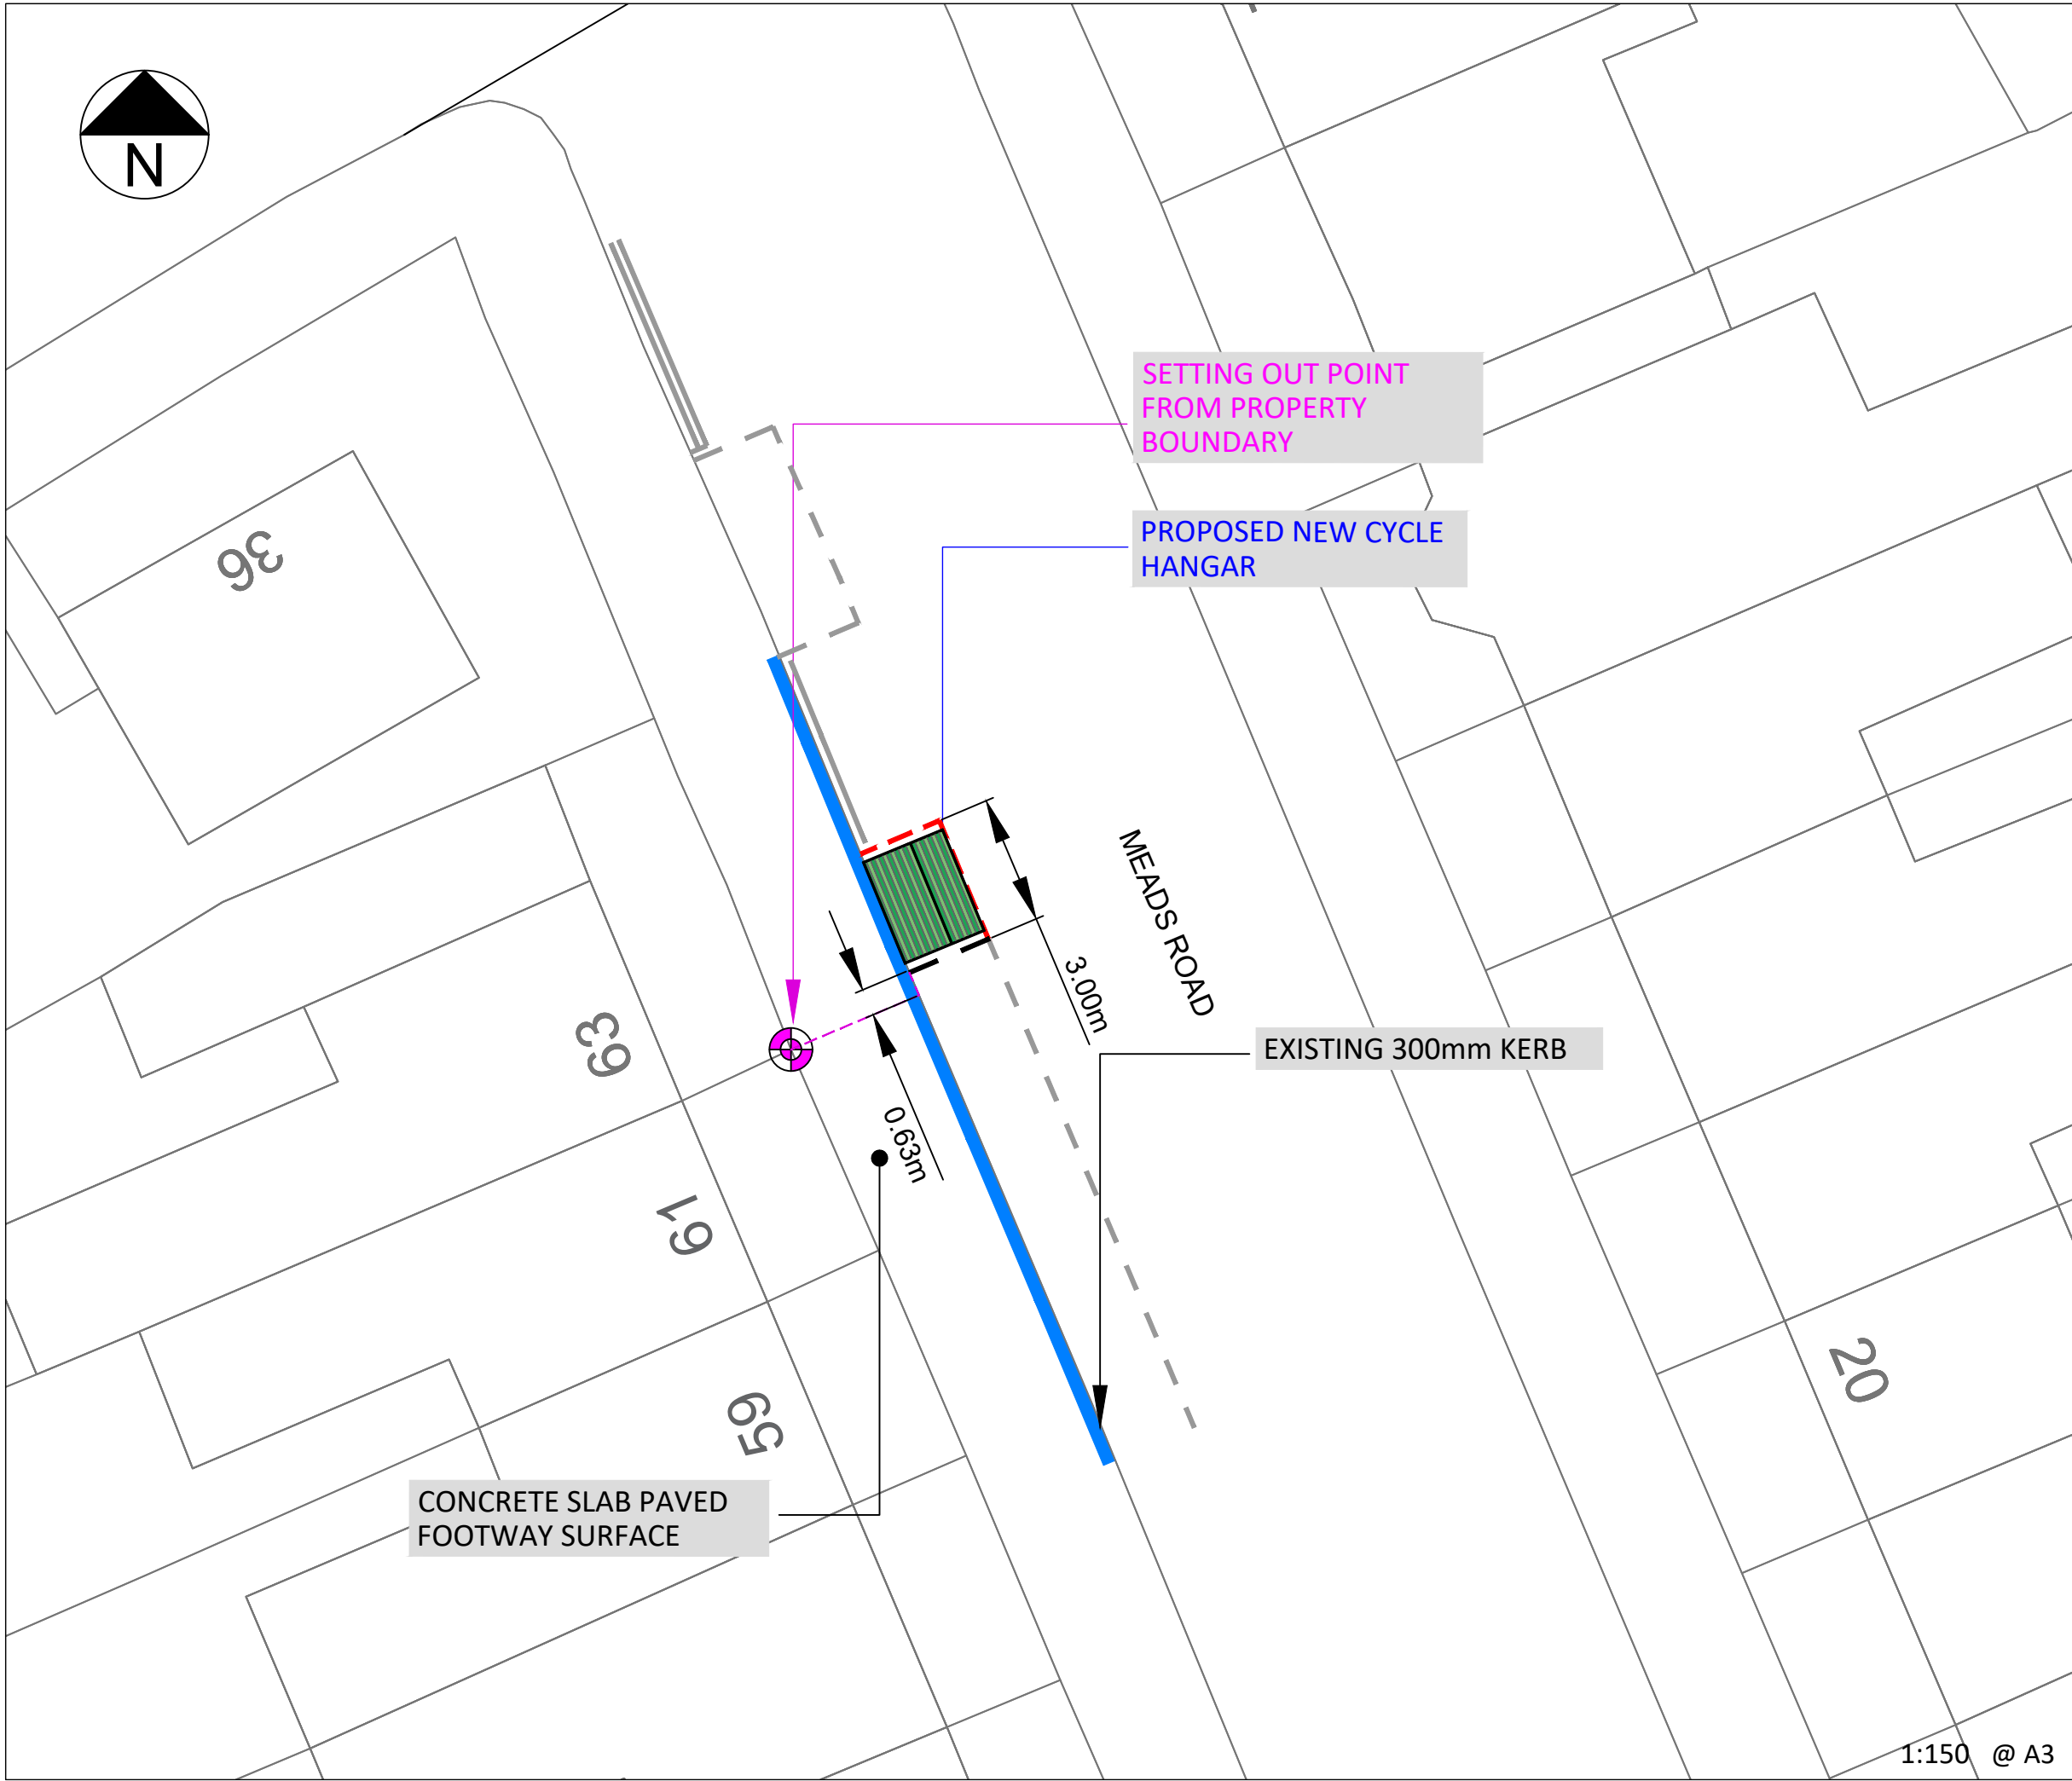 N
SETTING OUT POINT
FROM PROPERTY
BOUNDARY
PROPOSED NEW CYCLE
HANGAR
36
MEADS ROAD
3.00m
63
EXISTING 300mm KERB
0.63m
61
59
20
CONCRETE SLAB PAVED
FOOTWAY SURFACE
1:150 @ A3